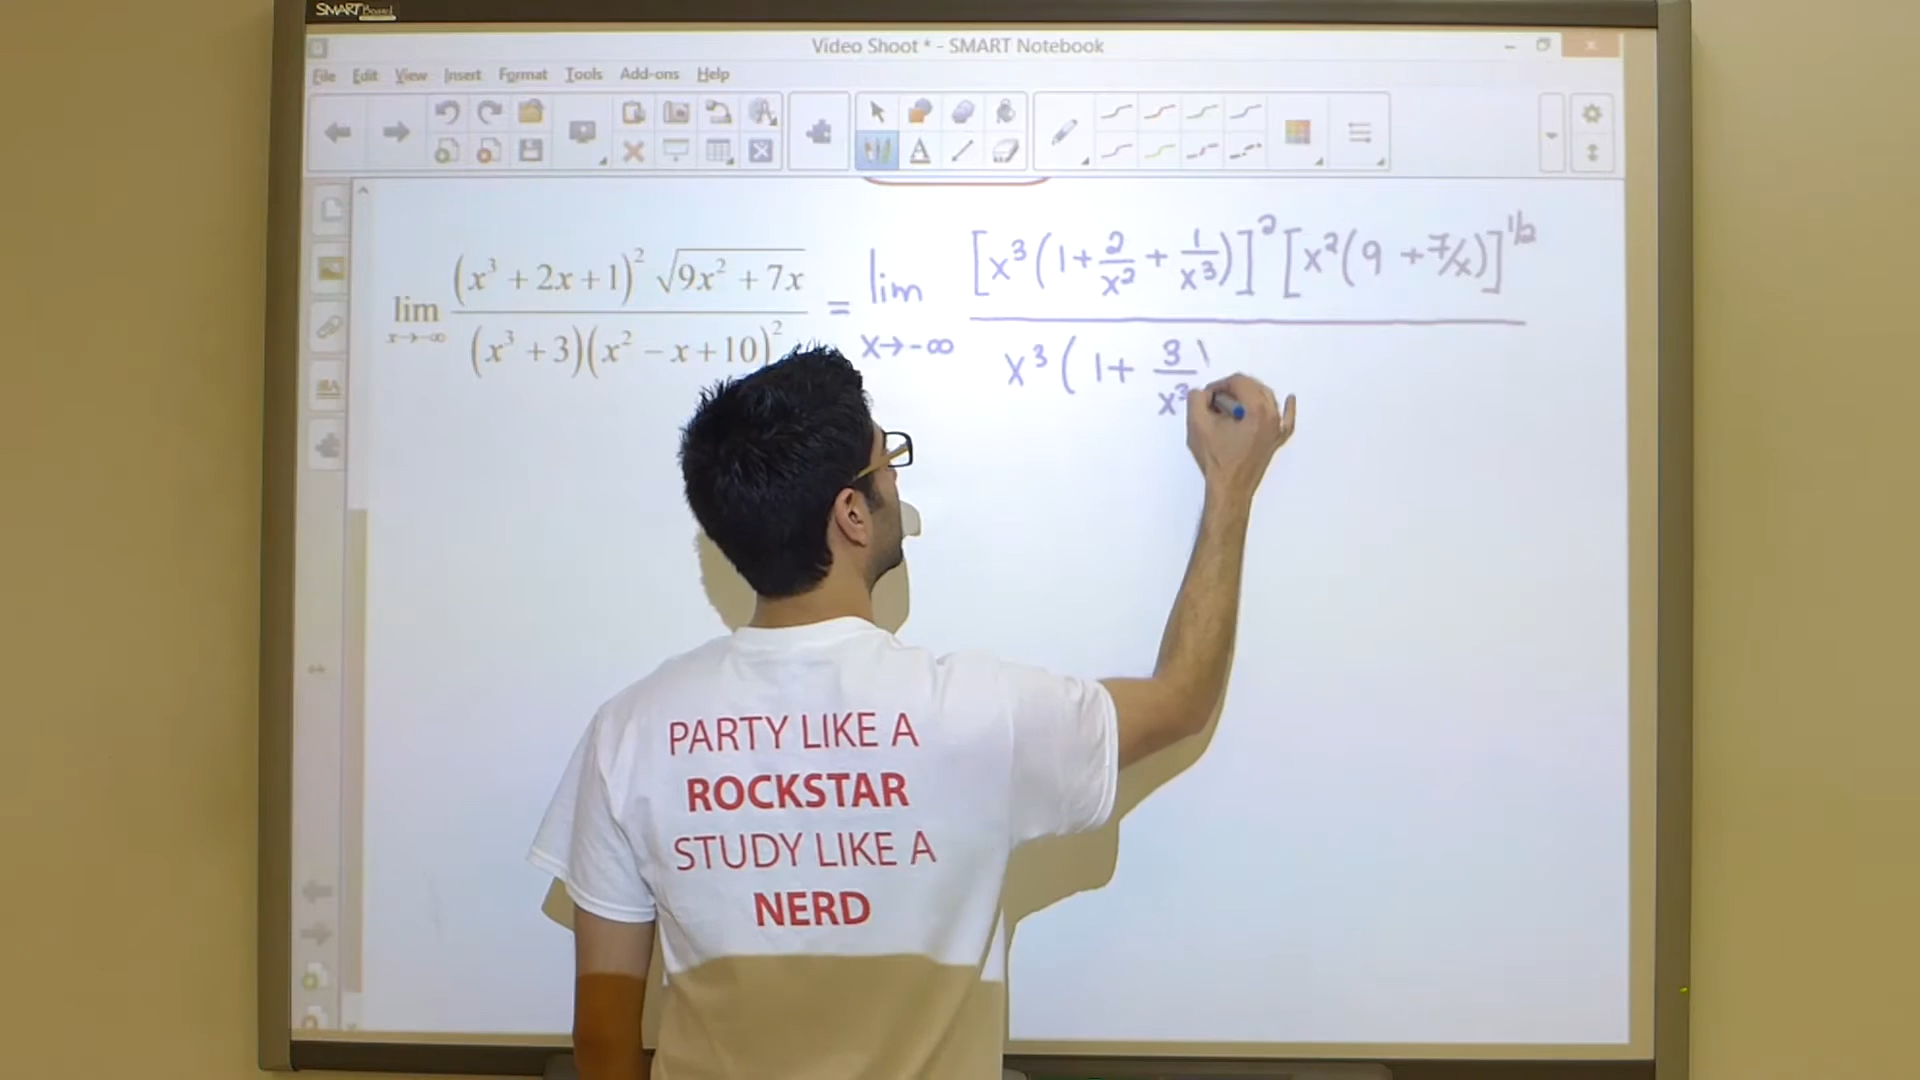 SMART Board
Video Shoot * - SMART Notebook
File Edit View Insert Format Tools Add-ons Help
lim x→-∞ (x³ + 2x + 1)² √9x² + 7x / (x³ + 3)(x² − x + 10)² = lim x→-∞ [x³(1 + 2/x² + 1/x³)]² [x²(9 + 7/x)]^1/2 / x³(1 + 3/x³
PARTY LIKE A
ROCKSTAR
STUDY LIKE A
NERD